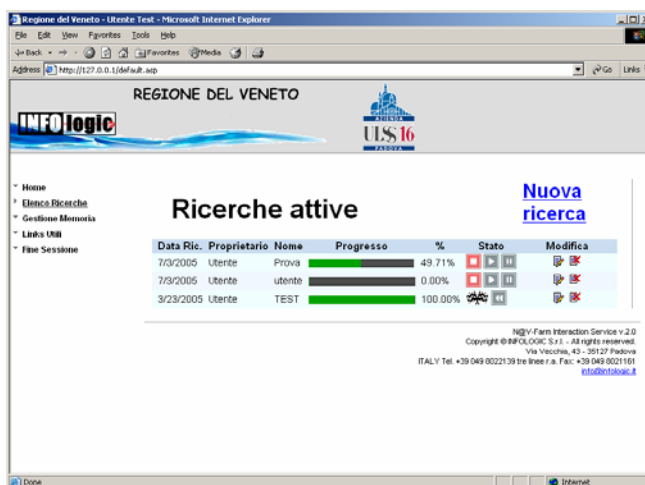 Regione del Veneto - Utente Test - Microsoft Internet Explorer
File Edit View Favorites Tools Help
Back Favorites Media
Address http://127.0.0.1/default.asp Go Links
REGIONE DEL VENETO
INFOlogic
AZIENDA
ULSS 16
PADOVA
Home
Elenco Ricerche
Gestione Memoria
Links Utili
Fine Sessione
Ricerche attive
Nuova
ricerca
Data Ric. Proprietario Nome Progresso % Stato Modifica
7/3/2005 Utente Prova 49.71%
7/3/2005 Utente utente 0.00%
3/23/2005 Utente TEST 100.00%
N@V-Farm Interaction Service v.2.0
Copyright © INFOLOGIC S.r.l. - All rights reserved.
Via Vecchia, 43 - 35127 Padova
ITALY Tel. +39 049 8022139 tre linee r.a. Fax: +39 049 8021161
info@infologic.it
Done Internet